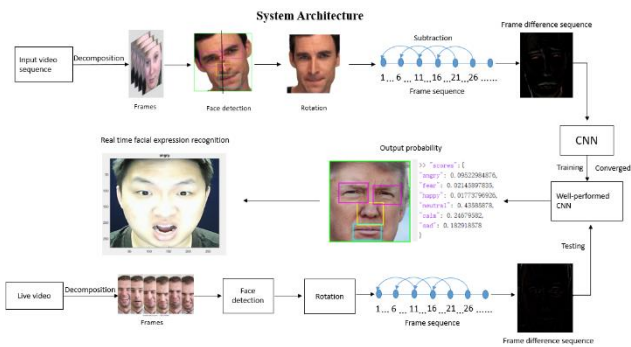 System Architecture
Input video
sequence
Decomposition
Frames
Face detection
Rotation
Subtraction
1... 6 ... 11...16 ...21...26 ......
Frame sequence
Frame difference sequence
CNN
Training
Converged
Well-performed
CNN
Testing
Real time facial expression recognition
angry
Output probability
>> "scores":{
"angry": 0.09822984876,
"fear": 0.02145897835,
"happy": 0.01773796926,
"neutral": 0.43585878,
"calm": 0.24679582,
"sad": 0.182918578
}
Live video
Decomposition
Frames
Face
detection
Rotation
1... 6 ... 11...16 ...21...26 ......
Frame sequence
Frame difference sequence